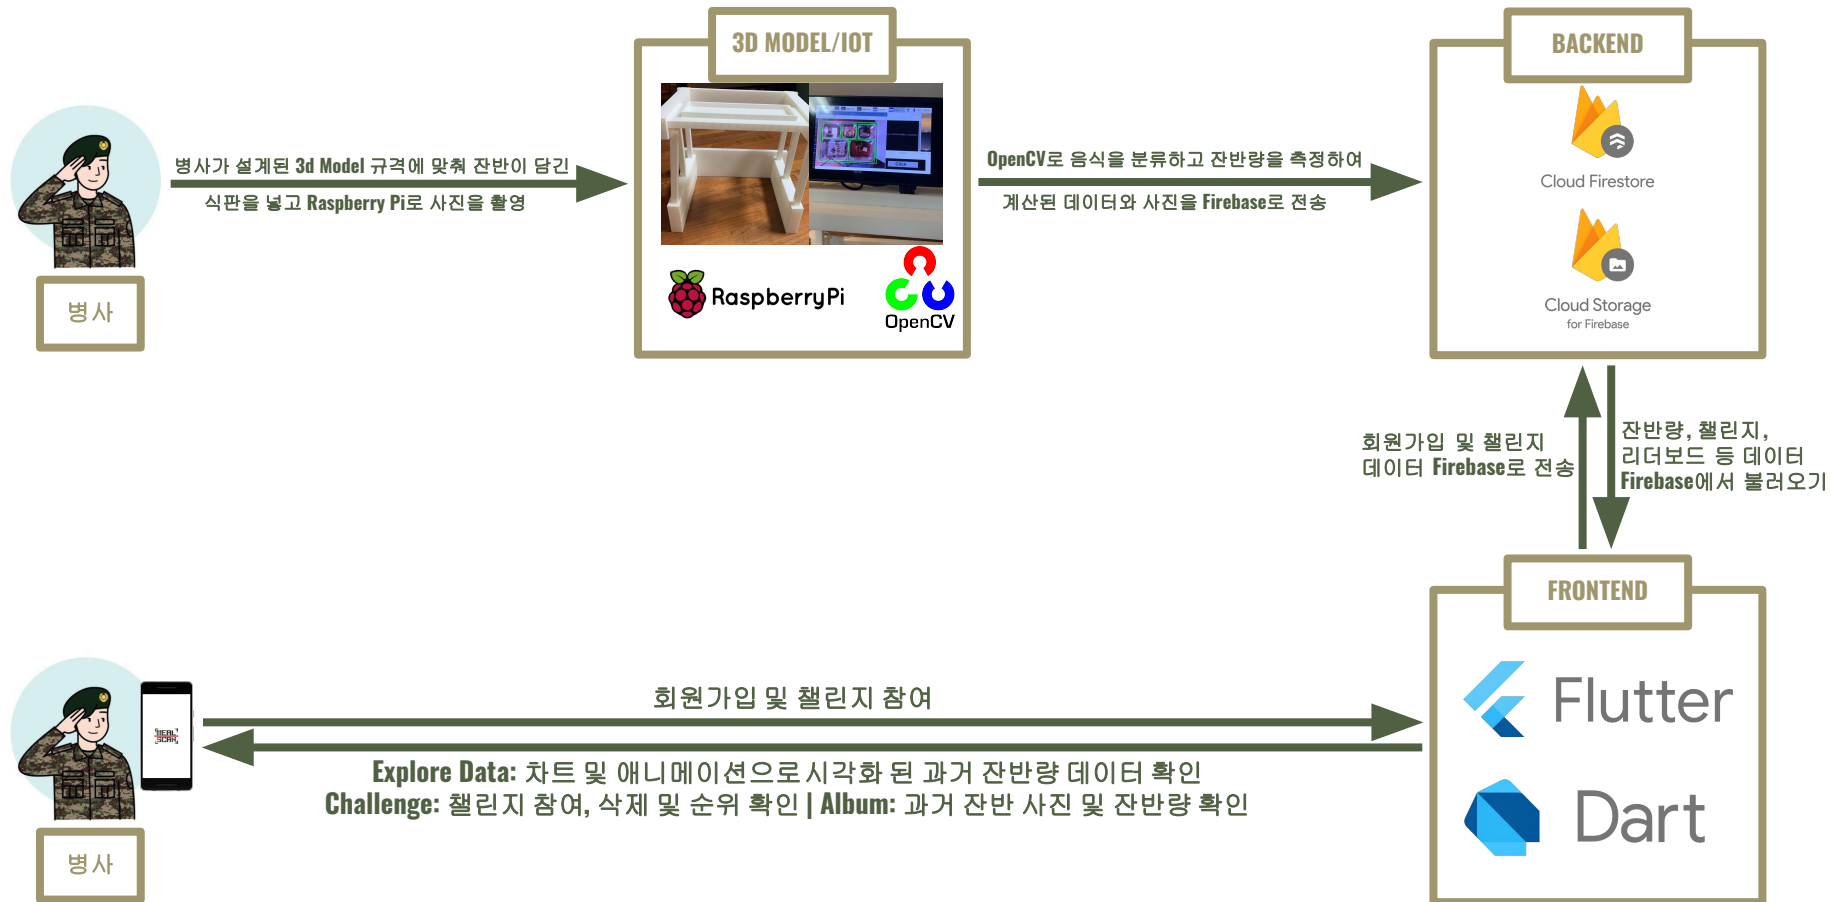 3D MODEL/IOT
BACKEND
병사가 설계된 3d Model 규격에 맞춰 잔반이 담긴
식판을 넣고 Raspberry Pi로 사진을 촬영
OpenCV로 음식을 분류하고 잔반량을 측정하여
계산된 데이터와 사진을 Firebase로 전송
Cloud Firestore
Cloud Storage
for Firebase
RaspberryPi
OpenCV
병사
회원가입 및 챌린지
데이터 Firebase로 전송
잔반량, 챌린지,
리더보드 등 데이터
Firebase에서 불러오기
FRONTEND
Flutter
Dart
회원가입 및 챌린지 참여
MEAL
SCAN
Explore Data: 차트 및 애니메이션으로 시각화 된 과거 잔반량 데이터 확인
Challenge: 챌린지 참여, 삭제 및 순위 확인 | Album: 과거 잔반 사진 및 잔반량 확인
병사